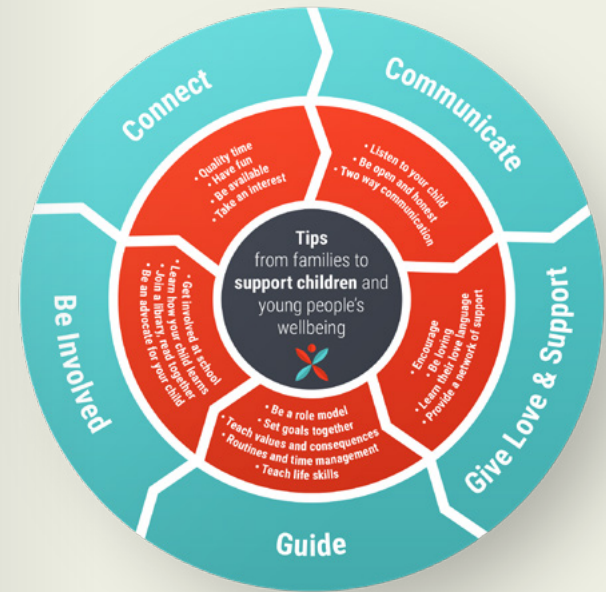 Tips
from families to
support children and
young people's
wellbeing
Connect
• Quality time
• Have fun
• Be available
• Take an interest
Communicate
• Listen to your child
• Be open and honest
• Two way communication
Give Love & Support
• Encourage
• Be loving
• Learn their love language
• Provide a network of support
Guide
• Be a role model
• Set goals together
• Teach values and consequences
• Routines and time management
• Teach life skills
Be Involved
• Get involved at school
• Learn how your child learns
• Join a library, read together
• Be an advocate for your child